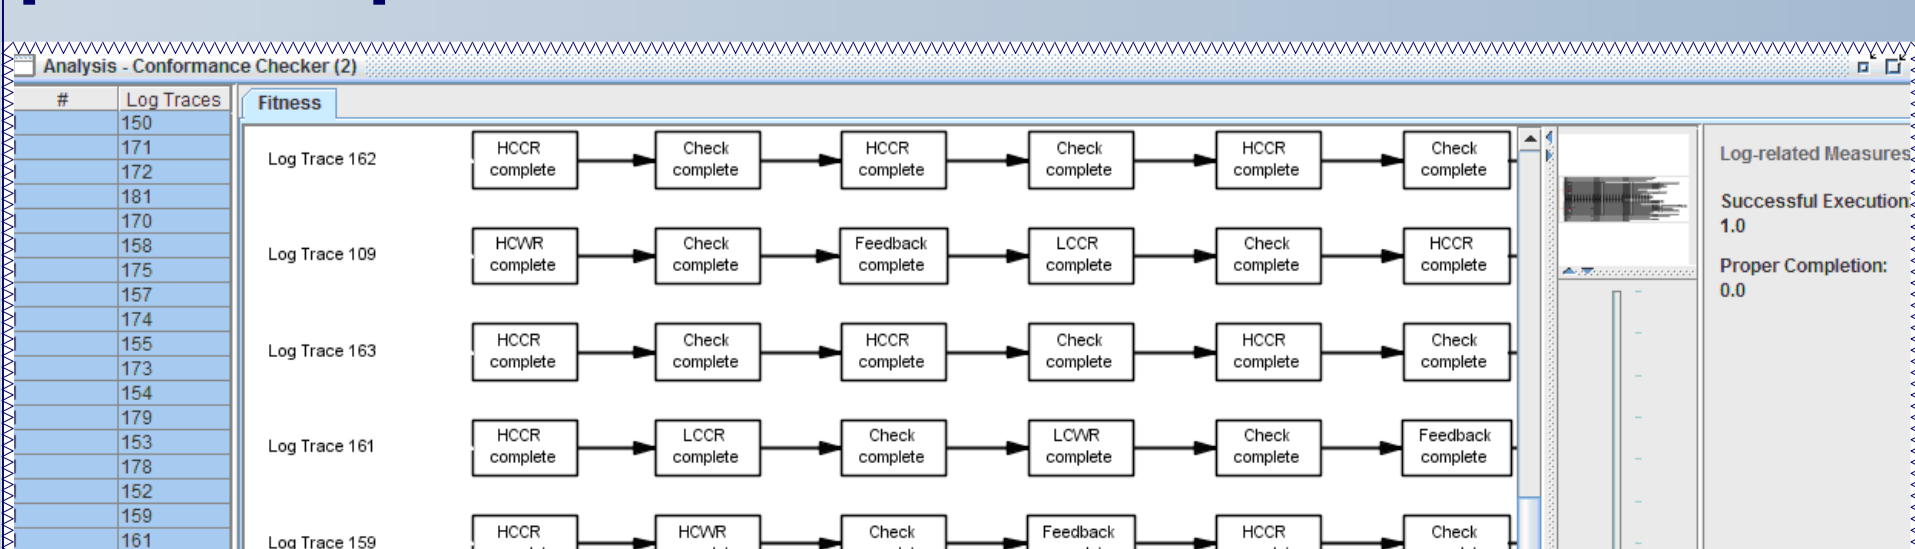 Analysis - Conformance Checker (2)
# Log Traces
150
171
172
181
170
158
175
157
174
155
173
154
179
153
178
152
159
161
Fitness
Log Trace 162
HCCR complete
Check complete
HCCR complete
Check complete
HCCR complete
Check complete
Log Trace 109
HCWR complete
Check complete
Feedback complete
LCCR complete
Check complete
HCCR complete
Log Trace 163
HCCR complete
Check complete
HCCR complete
Check complete
HCCR complete
Check complete
Log Trace 161
HCCR complete
LCCR complete
Check complete
LCWR complete
Check complete
Feedback complete
Log Trace 159
HCCR
HCWR
Check
Feedback
HCCR
Check
Log-related Measures
Successful Execution
1.0
Proper Completion:
0.0